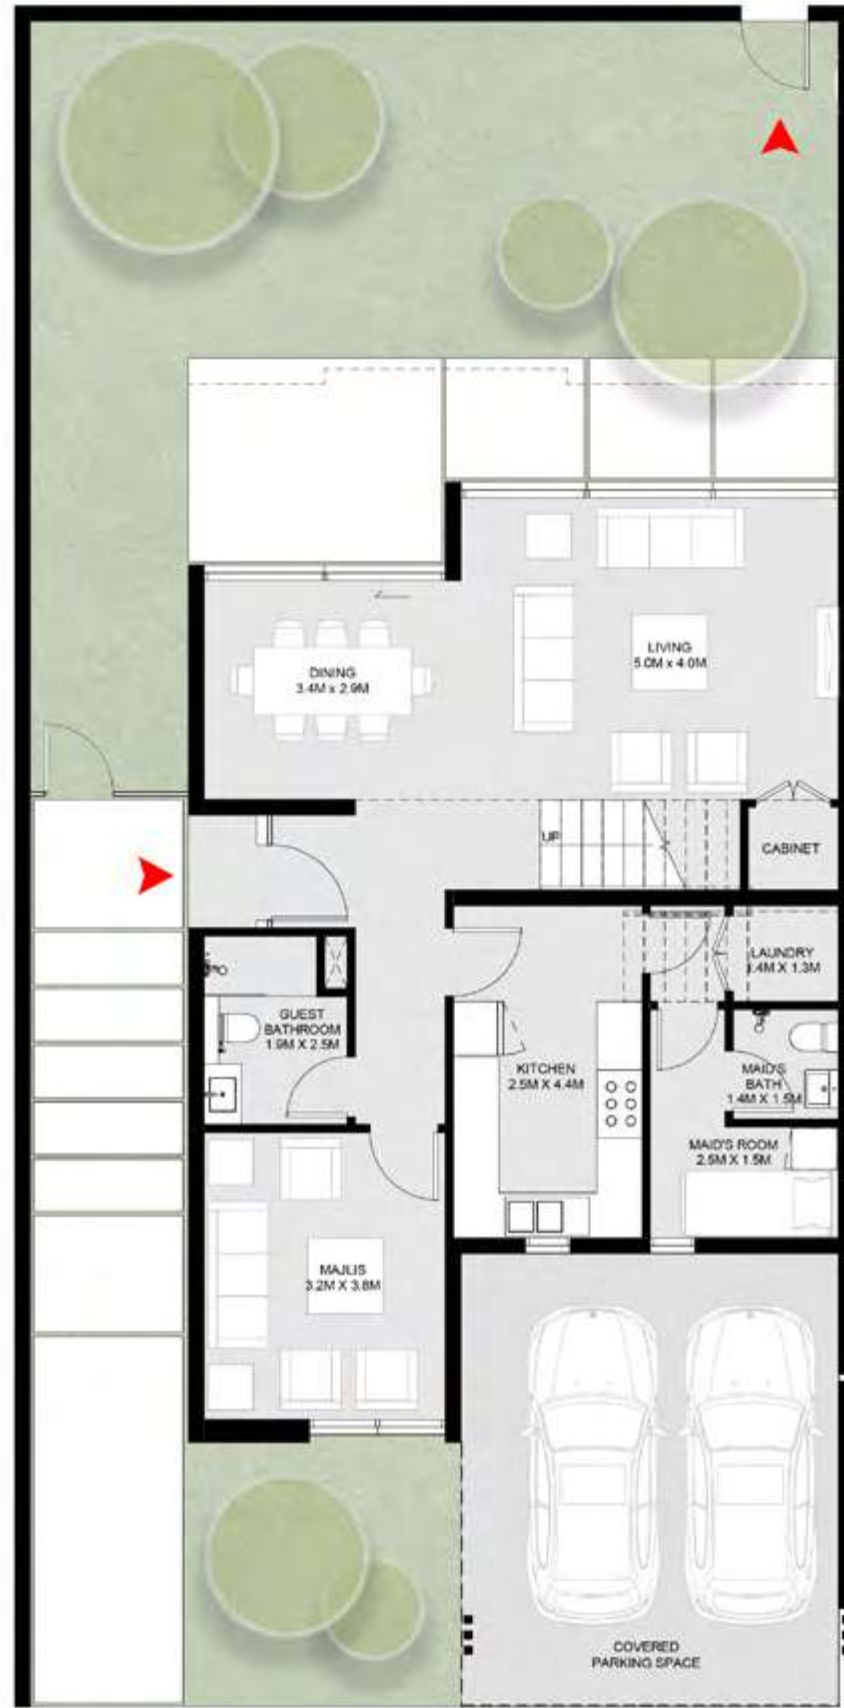 LIVING
5.0M x 4.0M
DINING
3.4M x 2.9M
UP
CABINET
LAUNDRY
1.4M X 1.3M
GUEST
BATHROOM
1.9M X 2.5M
KITCHEN
2.5M X 4.4M
MAID'S
BATH
1.4M X 1.5M
MAID'S ROOM
2.5M X 1.5M
MAJLIS
3.2M X 3.8M
COVERED
PARKING SPACE